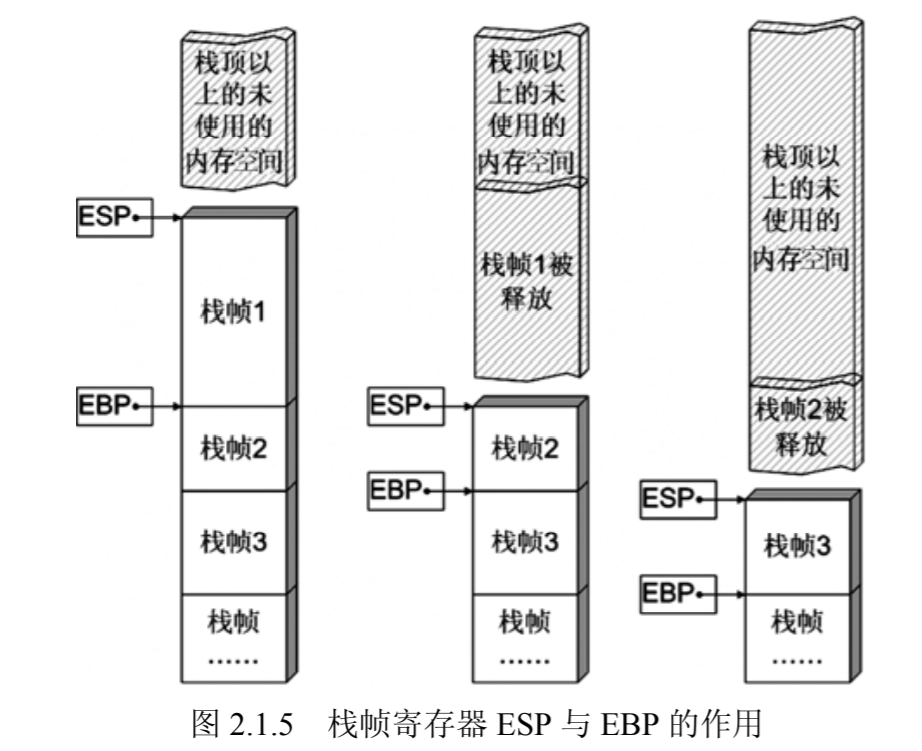 栈顶以
上的未
使用的
内存空间
ESP
栈帧1
EBP
栈帧2
栈帧3
栈帧
……
栈顶以
上的未
使用的
内存空间
栈帧1被
释放
ESP
栈帧2
EBP
栈帧3
栈帧
……
栈顶以
上的未
使用的
内存空间
栈帧2被
释放
ESP
栈帧3
EBP
栈帧
……
图 2.1.5 栈帧寄存器 ESP 与 EBP 的作用